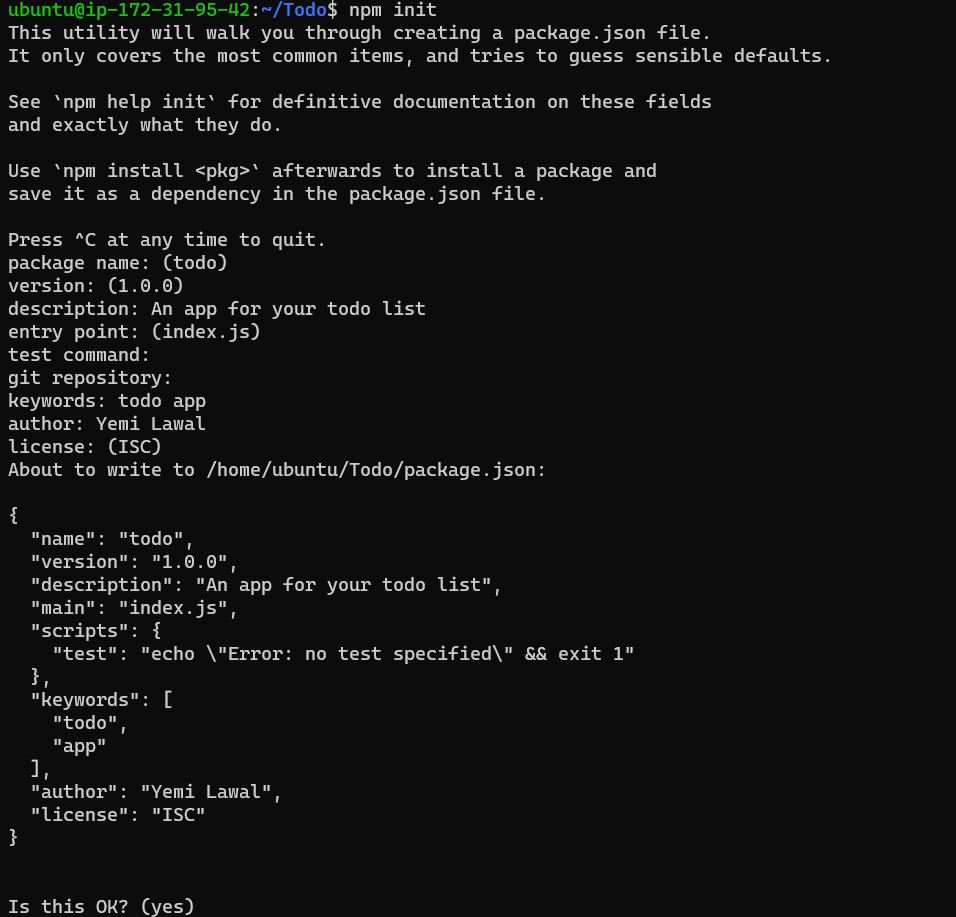 ubuntu@ip-172-31-95-42:~/Todo$ npm init
This utility will walk you through creating a package.json file.
It only covers the most common items, and tries to guess sensible defaults.

See `npm help init` for definitive documentation on these fields
and exactly what they do.

Use `npm install <pkg>` afterwards to install a package and
save it as a dependency in the package.json file.

Press ^C at any time to quit.
package name: (todo)
version: (1.0.0)
description: An app for your todo list
entry point: (index.js)
test command:
git repository:
keywords: todo app
author: Yemi Lawal
license: (ISC)
About to write to /home/ubuntu/Todo/package.json:

{
  "name": "todo",
  "version": "1.0.0",
  "description": "An app for your todo list",
  "main": "index.js",
  "scripts": {
    "test": "echo \"Error: no test specified\" && exit 1"
  },
  "keywords": [
    "todo",
    "app"
  ],
  "author": "Yemi Lawal",
  "license": "ISC"
}


Is this OK? (yes)